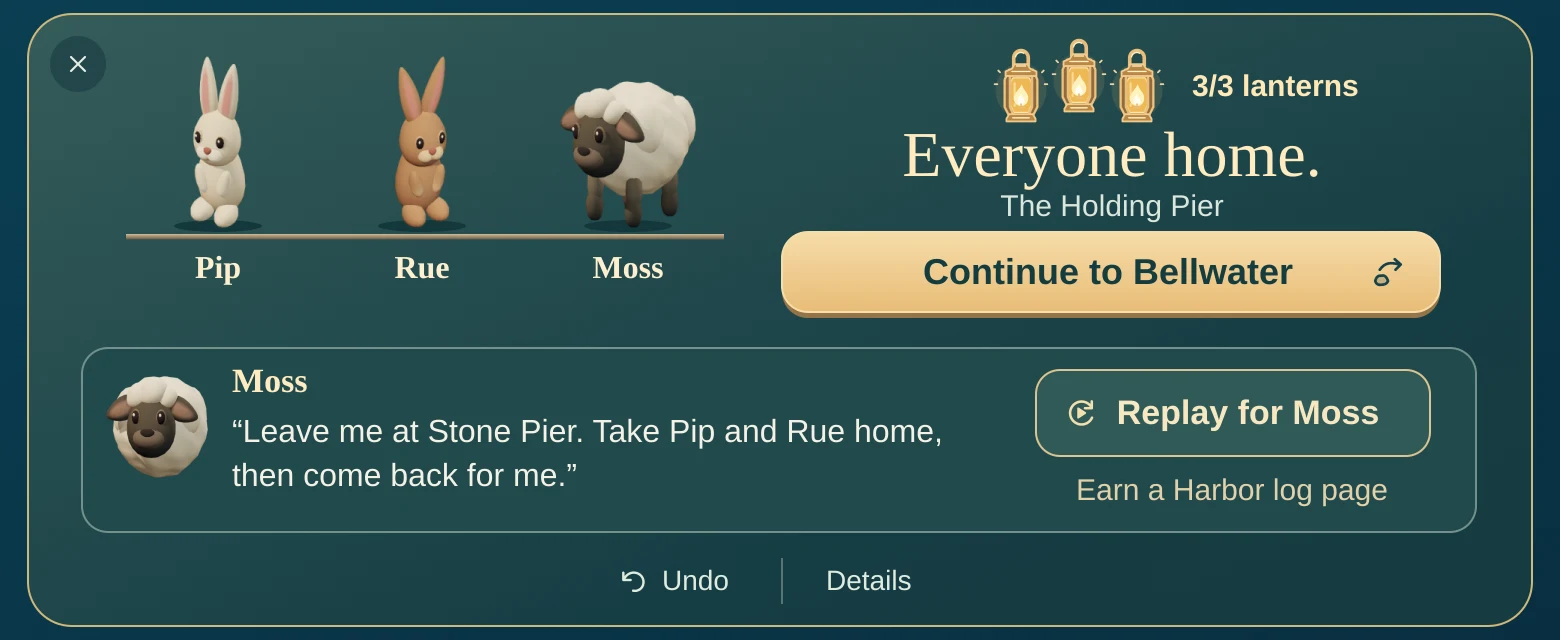 3/3 lanterns
Everyone home.
The Holding Pier
Pip
Rue
Moss
Continue to Bellwater
Moss
“Leave me at Stone Pier. Take Pip and Rue home,
then come back for me.”
Replay for Moss
Earn a Harbor log page
Undo
Details